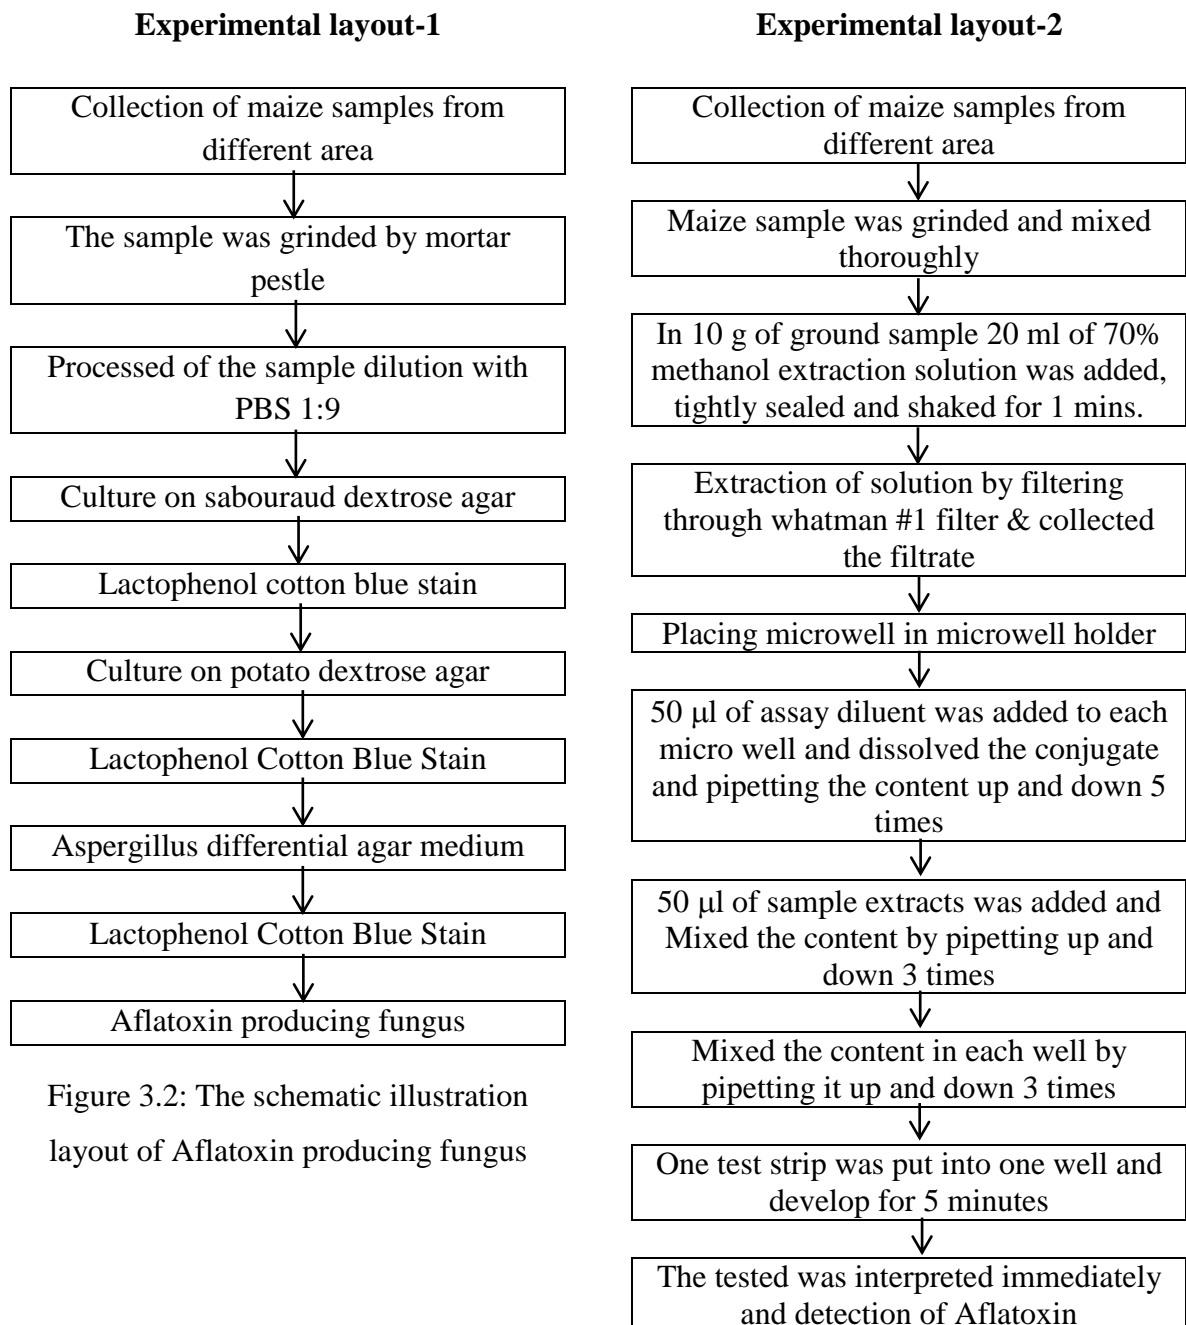 Experimental layout-1
Collection of maize samples from
different area
The sample was grinded by mortar
pestle
Processed of the sample dilution with
PBS 1:9
Culture on sabouraud dextrose agar
Lactophenol cotton blue stain
Culture on potato dextrose agar
Lactophenol Cotton Blue Stain
Aspergillus differential agar medium
Lactophenol Cotton Blue Stain
Aflatoxin producing fungus
Figure 3.2: The schematic illustration
layout of Aflatoxin producing fungus
Experimental layout-2
Collection of maize samples from
different area
Maize sample was grinded and mixed
thoroughly
In 10 g of ground sample 20 ml of 70%
methanol extraction solution was added,
tightly sealed and shaked for 1 mins.
Extraction of solution by filtering
through whatman #1 filter & collected
the filtrate
Placing microwell in microwell holder
50 µl of assay diluent was added to each
micro well and dissolved the conjugate
and pipetting the content up and down 5
times
50 µl of sample extracts was added and
Mixed the content by pipetting up and
down 3 times
Mixed the content in each well by
pipetting it up and down 3 times
One test strip was put into one well and
develop for 5 minutes
The tested was interpreted immediately
and detection of Aflatoxin